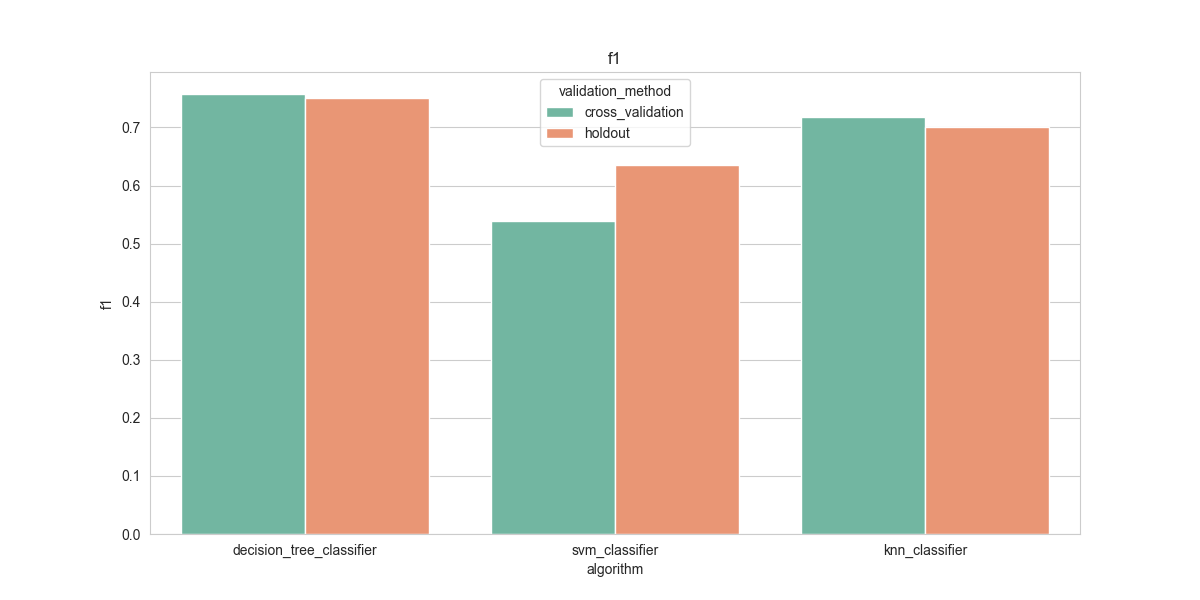 f1
validation_method
cross_validation
holdout
f1
0.7
0.6
0.5
0.4
0.3
0.2
0.1
0.0
decision_tree_classifier
svm_classifier
knn_classifier
algorithm